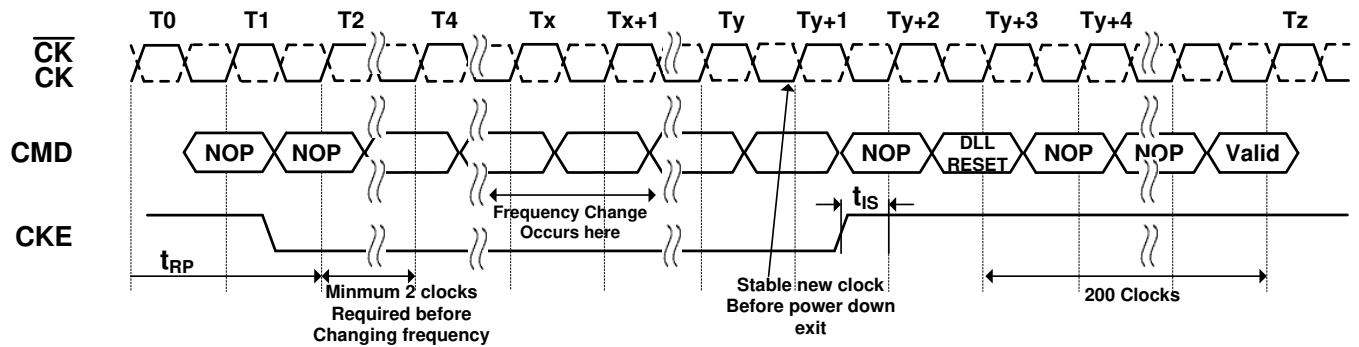 T0 T1 T2 T4 Tx Tx+1 Ty Ty+1 Ty+2 Ty+3 Ty+4 Tz
CK
CK
CMD NOP NOP NOP DLL RESET NOP NOP Valid
Frequency Change
Occurs here
tIS
CKE
tRP
Minmum 2 clocks
Required before
Changing frequency
Stable new clock
Before power down
exit
200 Clocks